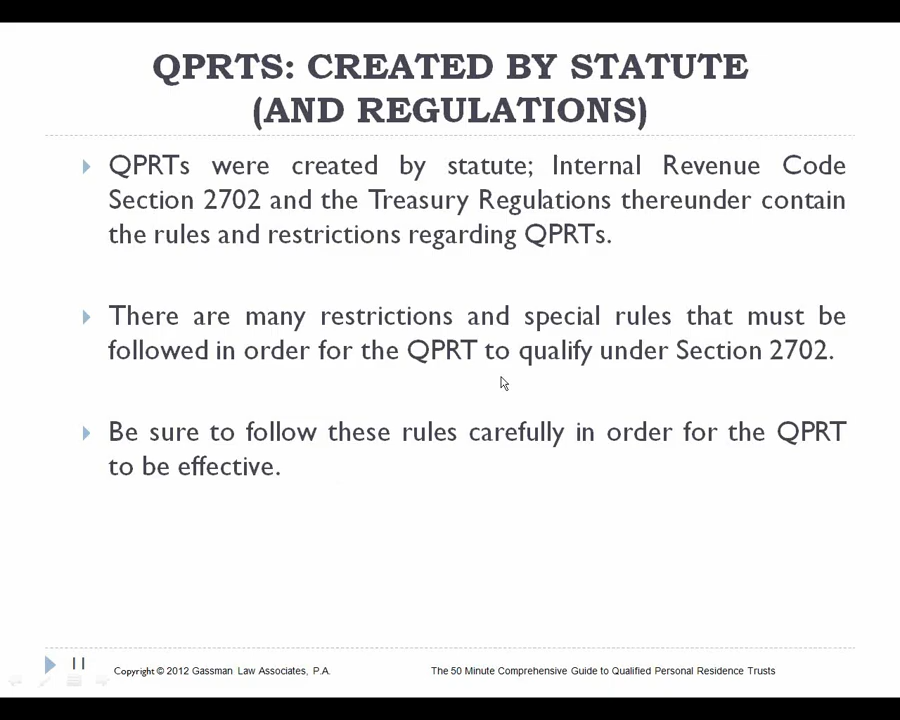 QPRTS: CREATED BY STATUTE
(AND REGULATIONS)
QPRTs were created by statute; Internal Revenue Code
Section 2702 and the Treasury Regulations thereunder contain
the rules and restrictions regarding QPRTs.
There are many restrictions and special rules that must be
followed in order for the QPRT to qualify under Section 2702.
Be sure to follow these rules carefully in order for the QPRT
to be effective.
11
Copyright © 2012 Gassman Law Associates, P.A.
The 50 Minute Comprehensive Guide to Qualified Personal Residence Trusts